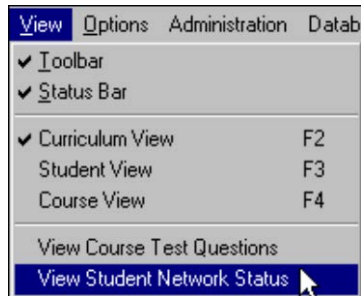 View Options Administration Datab
✔ Toolbar
✔ Status Bar
✔ Curriculum View F2
Student View F3
Course View F4
View Course Test Questions
View Student Network Status